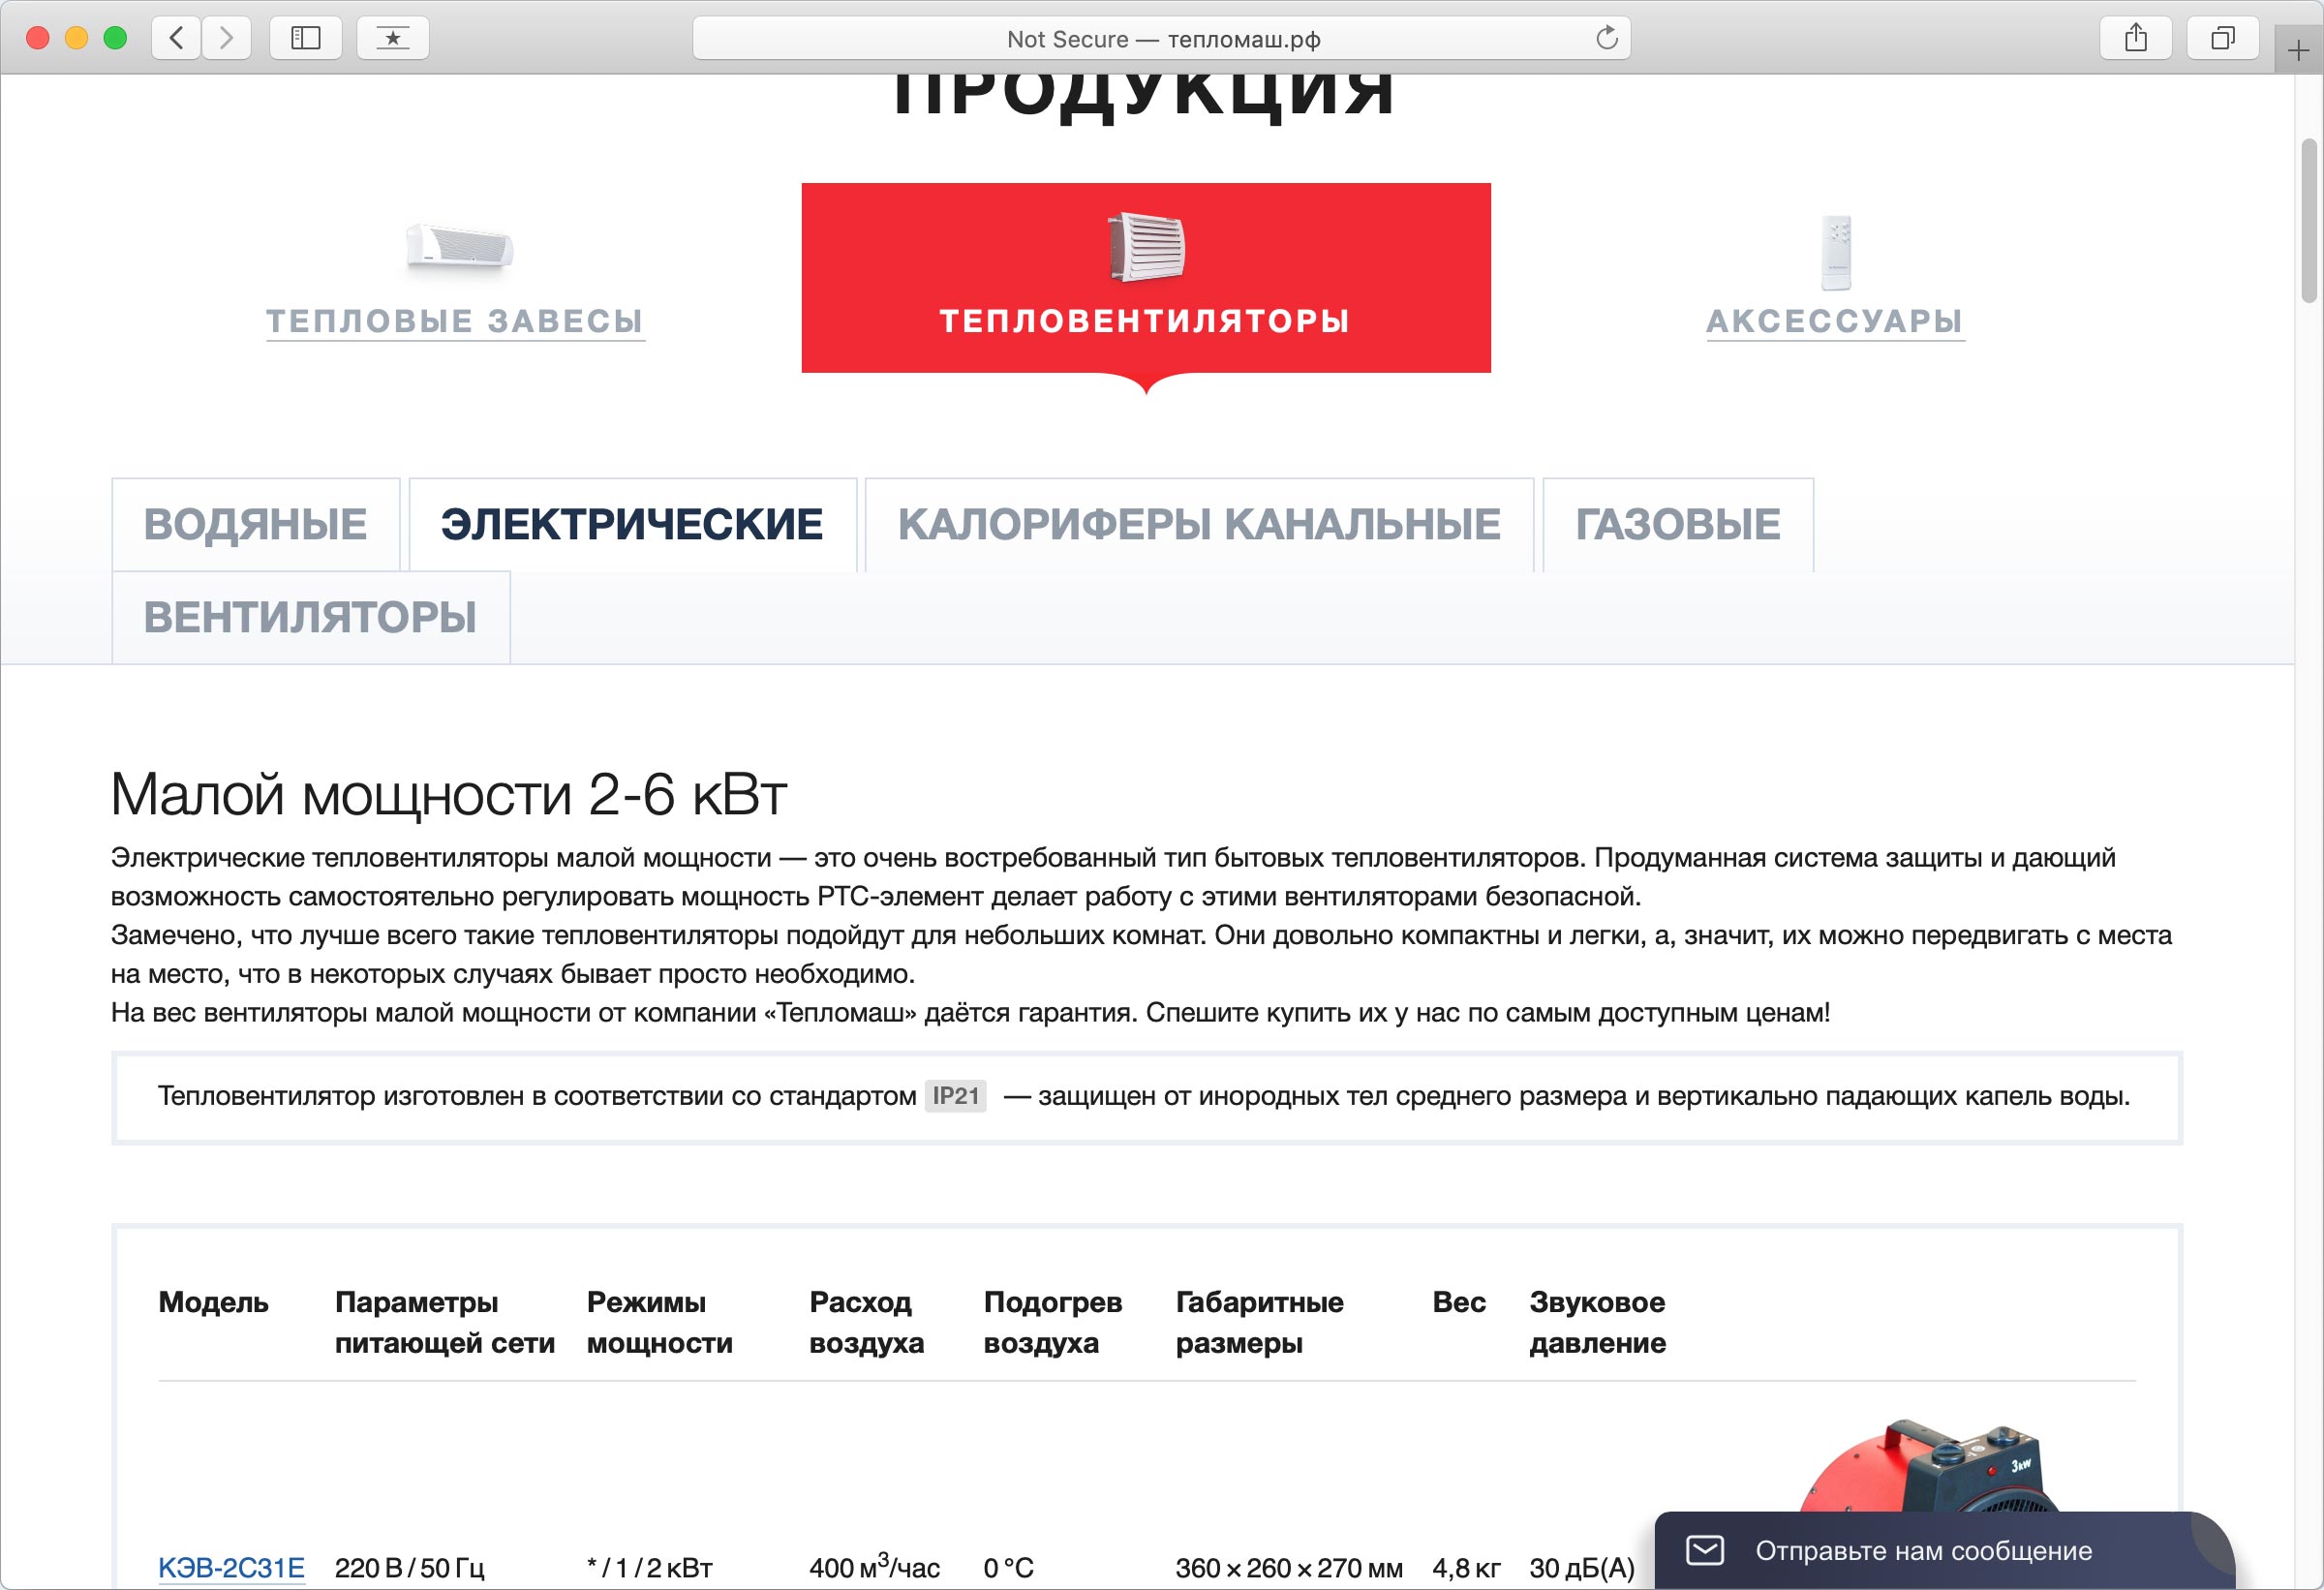 Not Secure — тепломаш.рф
ПРОДУКЦИЯ
ТЕПЛОВЫЕ ЗАВЕСЫ
ТЕПЛОВЕНТИЛЯТОРЫ
АКСЕССУАРЫ
ВОДЯНЫЕ
ЭЛЕКТРИЧЕСКИЕ
КАЛОРИФЕРЫ КАНАЛЬНЫЕ
ГАЗОВЫЕ
ВЕНТИЛЯТОРЫ
Малой мощности 2-6 кВт
Электрические тепловентиляторы малой мощности — это очень востребованный тип бытовых тепловентиляторов. Продуманная система защиты и дающий
возможность самостоятельно регулировать мощность РТС-элемент делает работу с этими вентиляторами безопасной.
Замечено, что лучше всего такие тепловентиляторы подойдут для небольших комнат. Они довольно компактны и легки, а, значит, их можно передвигать с места
на место, что в некоторых случаях бывает просто необходимо.
На вес вентиляторы малой мощности от компании «Тепломаш» даётся гарантия. Спешите купить их у нас по самым доступным ценам!
Тепловентилятор изготовлен в соответствии со стандартом IP21 — защищен от инородных тел среднего размера и вертикально падающих капель воды.
Модель
Параметры
питающей сети
Режимы
мощности
Расход
воздуха
Подогрев
воздуха
Габаритные
размеры
Вес
Звуковое
давление
3kw
КЭВ-2С31Е 220 В / 50 Гц * / 1 / 2 кВт 400 м³/час 0 °C 360 × 260 × 270 мм 4,8 кг 30 дБ(А)
Отправьте нам сообщение